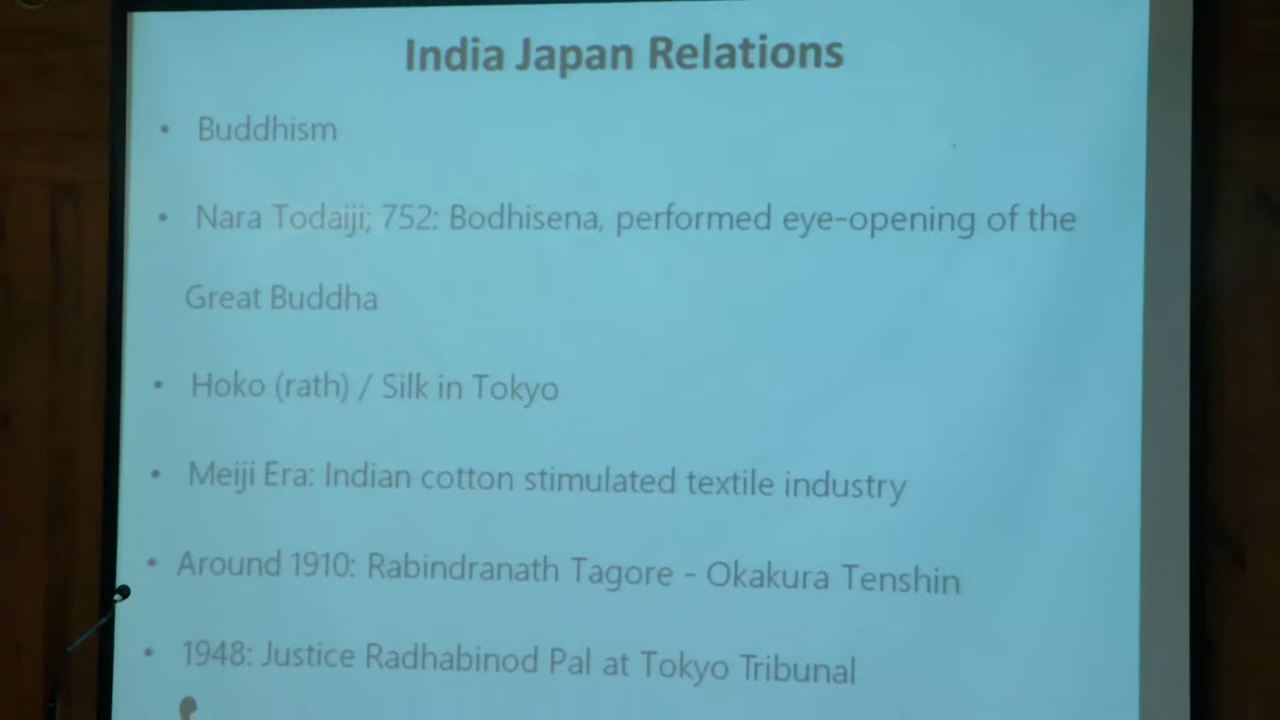 India Japan Relations
• Buddhism
• Nara Todaiji; 752: Bodhisena, performed eye-opening of the
Great Buddha
• Hoko (rath) / Silk in Tokyo
• Meiji Era: Indian cotton stimulated textile industry
• Around 1910: Rabindranath Tagore - Okakura Tenshin
• 1948: Justice Radhabinod Pal at Tokyo Tribunal